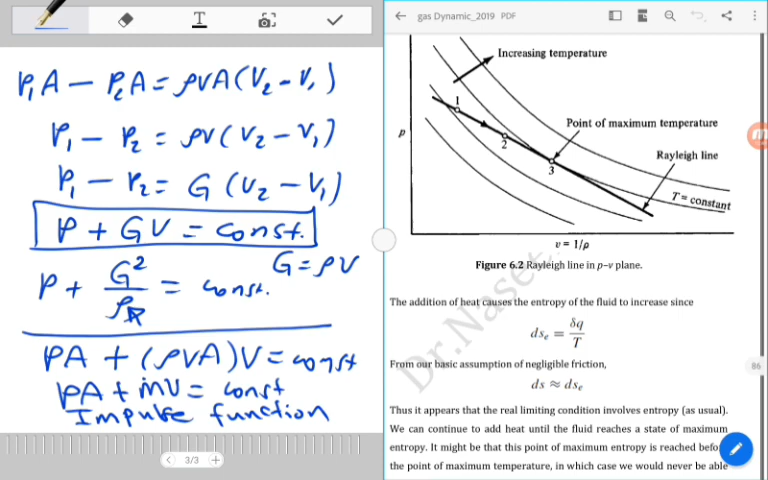 P₁A − P₂A = ρVA(V₂ − V₁)
P₁ − P₂ = ρV(V₂ − V₁)
P₁ − P₂ = G (V₂ − V₁)
P + GV = const.
G = ρV
P + G²/ρ = const.
PA + (ρVA)V = const
PA + ṁV = const
Impulse function
3/3
gas Dynamic_2019 PDF
Increasing temperature
1
Point of maximum temperature
p
2
Rayleigh line
3
T = constant
v = 1/ρ
Figure 6.2 Rayleigh line in p–v plane.
The addition of heat causes the entropy of the fluid to increase since
dsₑ = δq/T
From our basic assumption of negligible friction,
86
ds ≈ dsₑ
Thus it appears that the real limiting condition involves entropy (as usual).
We can continue to add heat until the fluid reaches a state of maximum
entropy. It might be that this point of maximum entropy is reached
the point of maximum temperature, in which case we would never be able
Dr.Naset